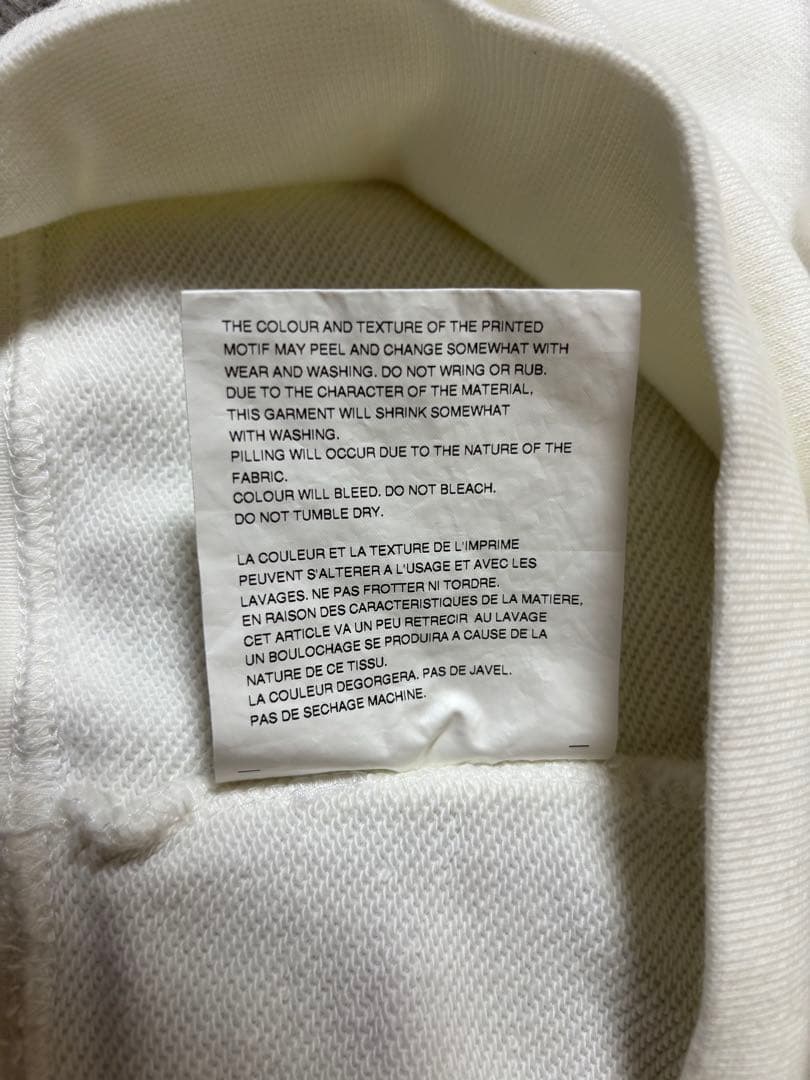 THE COLOUR AND TEXTURE OF THE PRINTED
MOTIF MAY PEEL AND CHANGE SOMEWHAT WITH
WEAR AND WASHING. DO NOT WRING OR RUB.
DUE TO THE CHARACTER OF THE MATERIAL,
THIS GARMENT WILL SHRINK SOMEWHAT
WITH WASHING.
PILLING WILL OCCUR DUE TO THE NATURE OF THE
FABRIC.
COLOUR WILL BLEED. DO NOT BLEACH.
DO NOT TUMBLE DRY.
LA COULEUR ET LA TEXTURE DE L'IMPRIME
PEUVENT S'ALTERER A L'USAGE ET AVEC LES
LAVAGES. NE PAS FROTTER NI TORDRE.
EN RAISON DES CARACTERISTIQUES DE LA MATIERE,
CET ARTICLE VA UN PEU RETRECIR AU LAVAGE
UN BOULOCHAGE SE PRODUIRA A CAUSE DE LA
NATURE DE CE TISSU.
LA COULEUR DEGORGERA. PAS DE JAVEL.
PAS DE SECHAGE MACHINE.